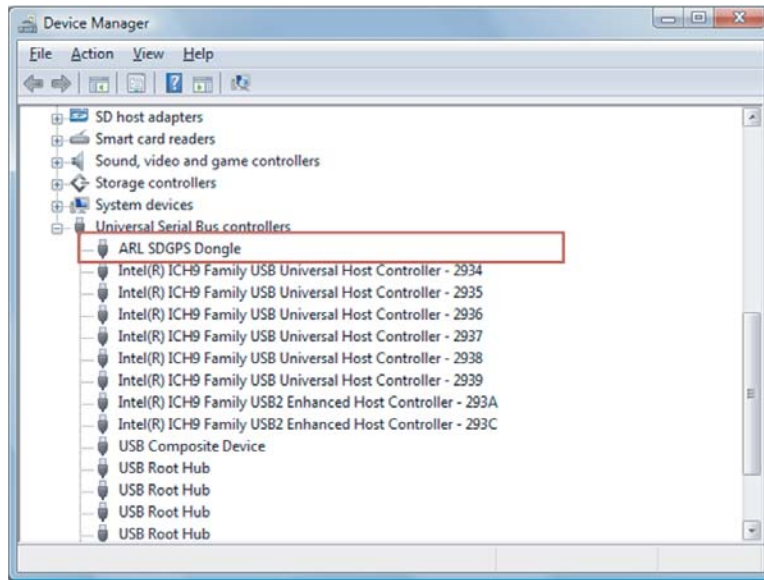 Device Manager
File Action View Help
SD host adapters
Smart card readers
Sound, video and game controllers
Storage controllers
System devices
Universal Serial Bus controllers
ARL SDGPS Dongle
Intel(R) ICH9 Family USB Universal Host Controller - 2934
Intel(R) ICH9 Family USB Universal Host Controller - 2935
Intel(R) ICH9 Family USB Universal Host Controller - 2936
Intel(R) ICH9 Family USB Universal Host Controller - 2937
Intel(R) ICH9 Family USB Universal Host Controller - 2938
Intel(R) ICH9 Family USB Universal Host Controller - 2939
Intel(R) ICH9 Family USB2 Enhanced Host Controller - 293A
Intel(R) ICH9 Family USB2 Enhanced Host Controller - 293C
USB Composite Device
USB Root Hub
USB Root Hub
USB Root Hub
USB Root Hub